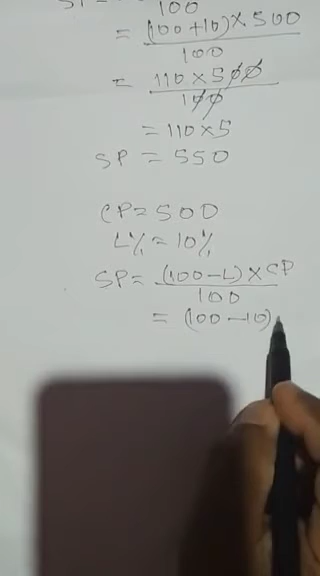 100
= (100+10)×500
100
= 110×500
100
= 110×5
SP = 550
CP=500
L%=10%
SP= (100-L)×CP
100
= (100-10)